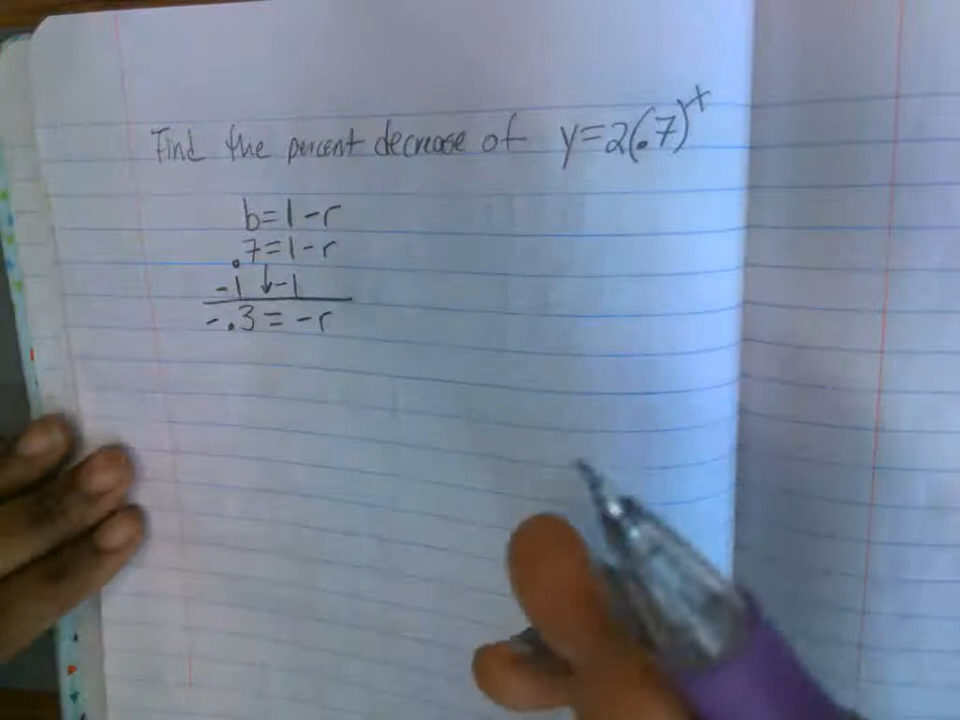 Find the percent decrease of y=2(.7)^x
b=1-r
.7=1-r
-1 ↓-1
-.3=-r